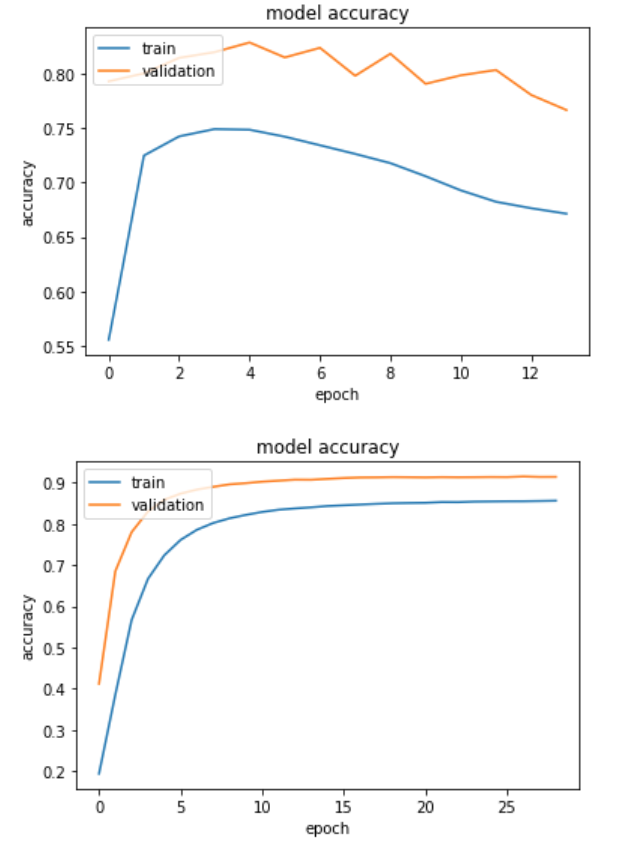 model accuracy
train
validation
0.80
0.75
0.70
0.65
0.60
0.55
accuracy
0 2 4 6 8 10 12
epoch
model accuracy
train
validation
0.9
0.8
0.7
0.6
0.5
0.4
0.3
0.2
accuracy
0 5 10 15 20 25
epoch